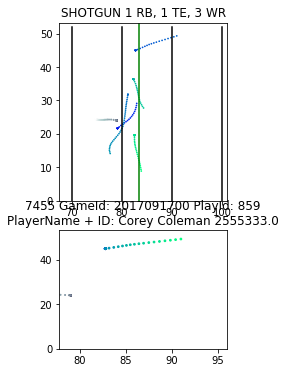 SHOTGUN 1 RB, 1 TE, 3 WR
50
40
30
20
10
0
70 80 90 100
7455 GameId: 2017091700 PlayId: 859
PlayerName + ID: Corey Coleman 2555333.0
40
20
0
80 85 90 95